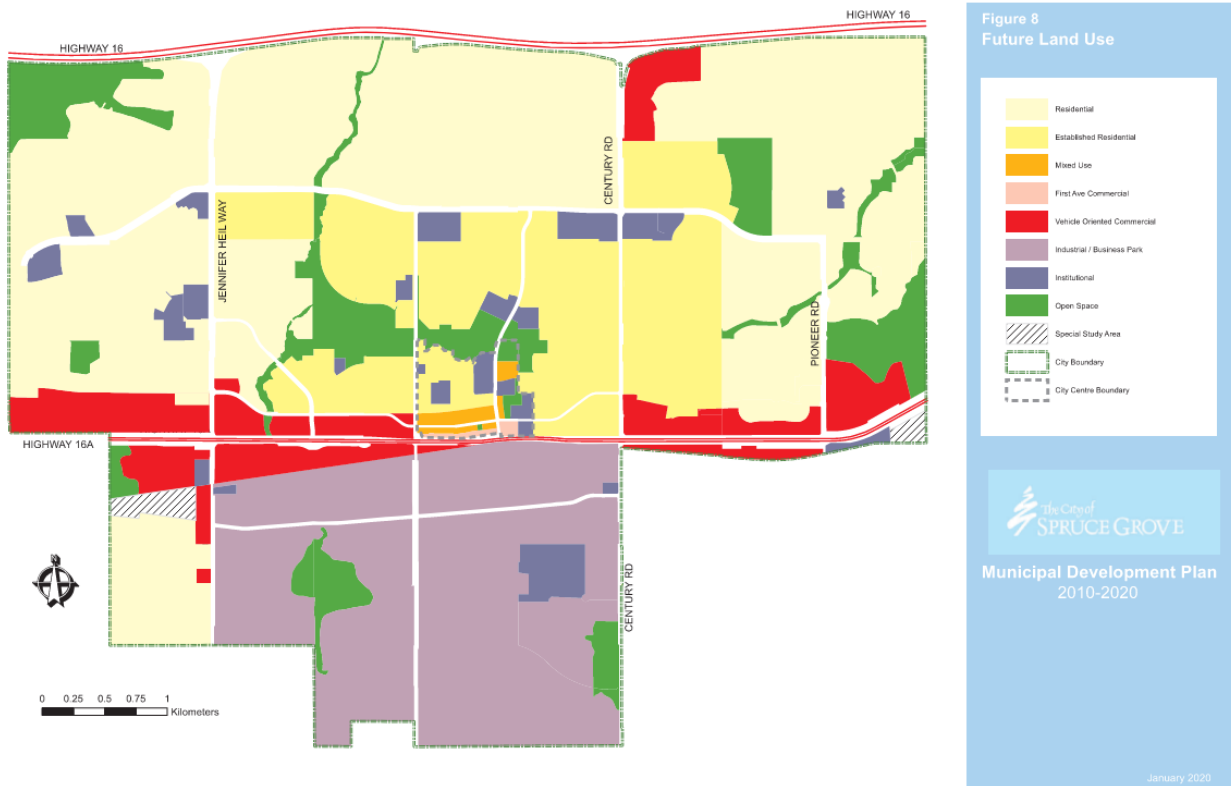 HIGHWAY 16
HIGHWAY 16
CENTURY RD
JENNIFER HEIL WAY
PIONEER RD
HIGHWAY 16A
CENTURY RD
0 0.25 0.5 0.75 1
Kilometers
Figure 8
Future Land Use
Residential
Established Residential
Mixed Use
First Ave Commercial
Vehicle Oriented Commercial
Industrial / Business Park
Institutional
Open Space
Special Study Area
City Boundary
City Centre Boundary
The City of
SPRUCE GROVE
Municipal Development Plan
2010-2020
January 2020